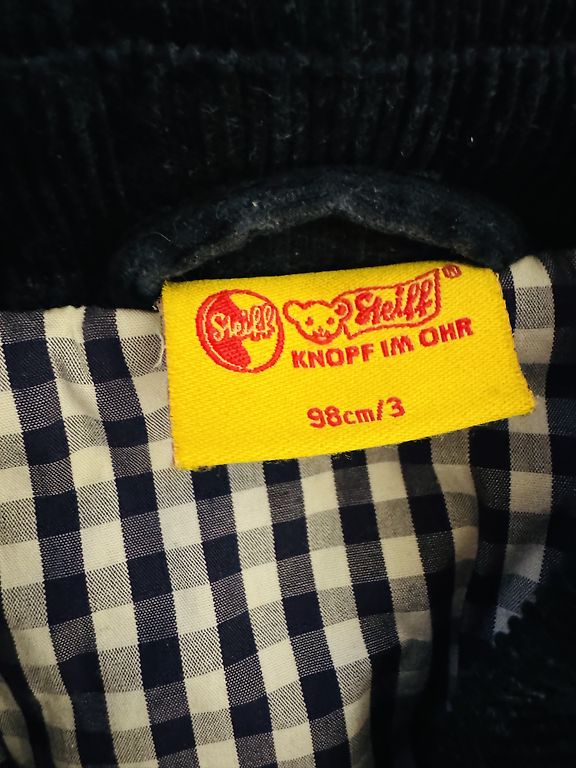 Steiff Steiff®
KNOPF IM OHR
98cm/3